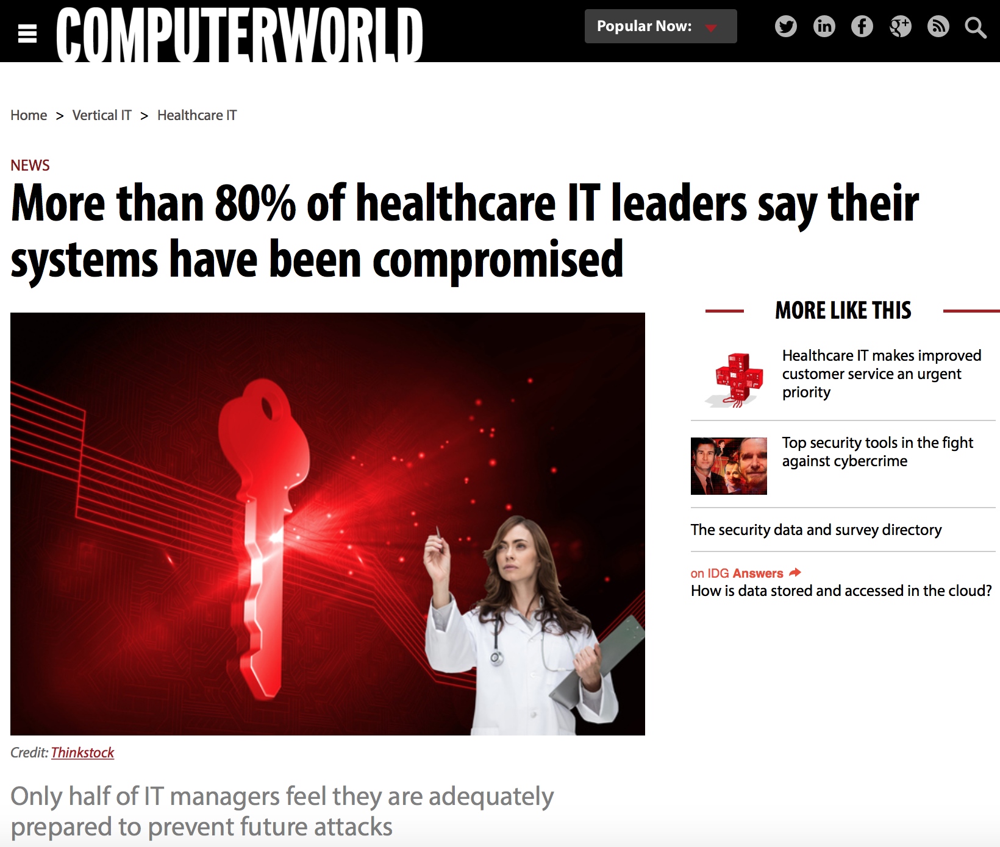 COMPUTERWORLD
Popular Now:
Home > Vertical IT > Healthcare IT
NEWS
More than 80% of healthcare IT leaders say their
systems have been compromised
MORE LIKE THIS
Healthcare IT makes improved
customer service an urgent
priority
Top security tools in the fight
against cybercrime
The security data and survey directory
on IDG Answers
How is data stored and accessed in the cloud?
Credit: Thinkstock
Only half of IT managers feel they are adequately
prepared to prevent future attacks